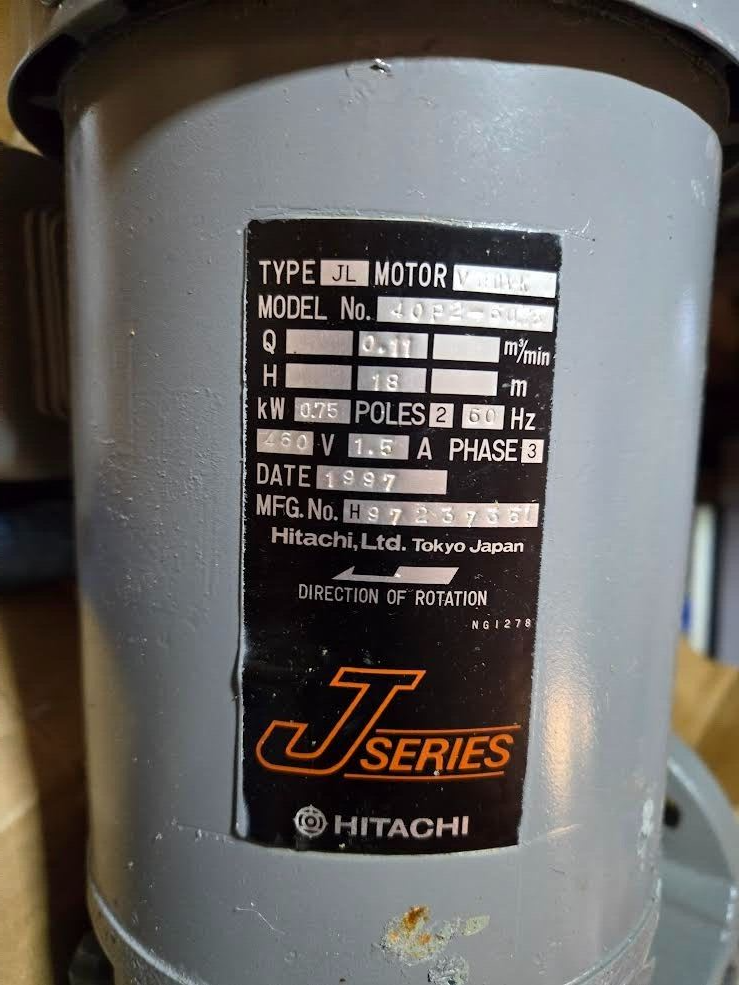 TYPE JL MOTOR
MODEL No.
Q 0.11 m³/min
H 18 m
kW 0.75 POLES 2 60 Hz
460 V 1.5 A PHASE 3
DATE 1997
MFG.No.
Hitachi,Ltd. Tokyo Japan
DIRECTION OF ROTATION
NG1278
J SERIES
HITACHI